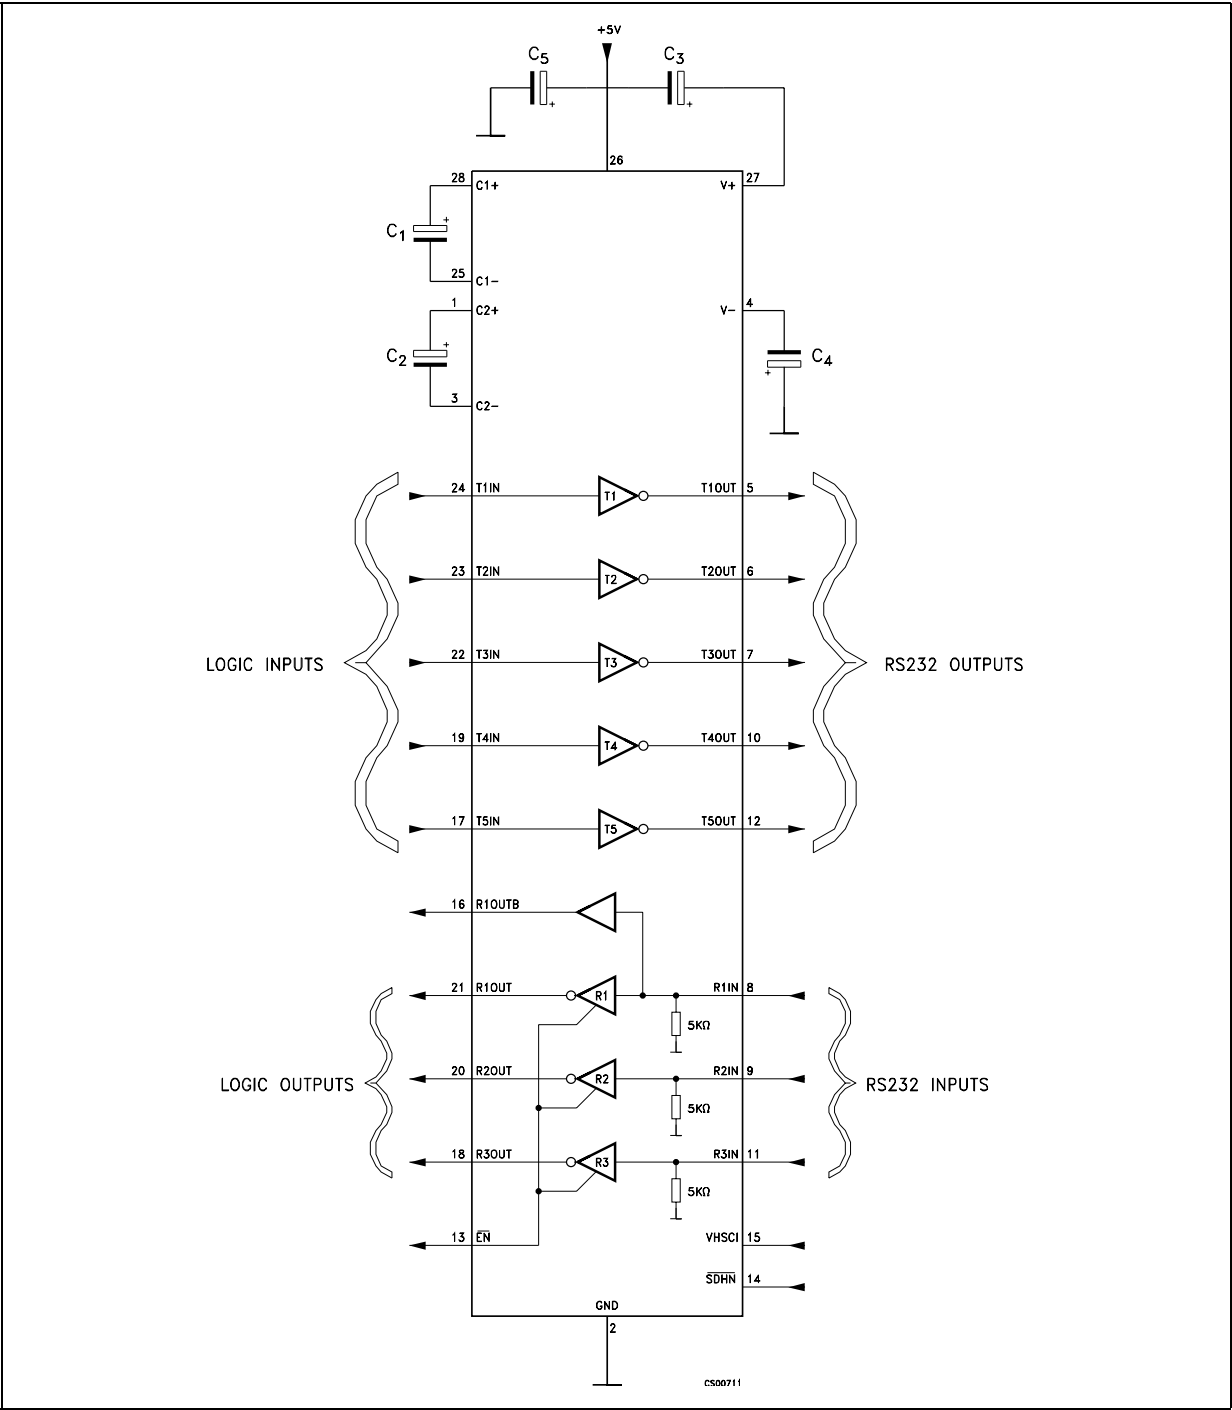 +5V
C5 C3
+ +
26
28 C1+ V+ 27
+
C1
25 C1-
1 C2+ V- 4
+
C2 C4
+
3 C2-
24 T1IN T1 T1OUT 5
23 T2IN T2 T2OUT 6
LOGIC INPUTS 22 T3IN T3 T3OUT 7 RS232 OUTPUTS
19 T4IN T4 T4OUT 10
17 T5IN T5 T5OUT 12
16 R1OUTB
21 R1OUT R1 R1IN 8
5KΩ
20 R2OUT R2 R2IN 9
LOGIC OUTPUTS RS232 INPUTS
5KΩ
18 R3OUT R3 R3IN 11
5KΩ
13 E̅N̅ VHSCI 15
S̅D̅H̅N̅ 14
GND
2
CS00711